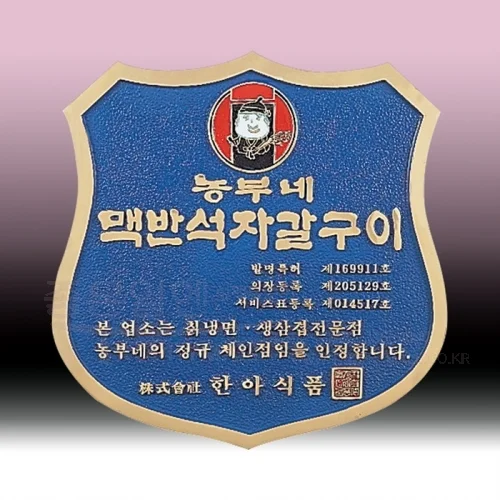 농부네
맥반석자갈구이
발명특허 제169911호
의장등록 제205129호
서비스표등록 제014517호
본 업소는 칡냉면·생삼겹전문점
농부네의 정규 체인점임을 인정합니다.
株式會社 한아식품